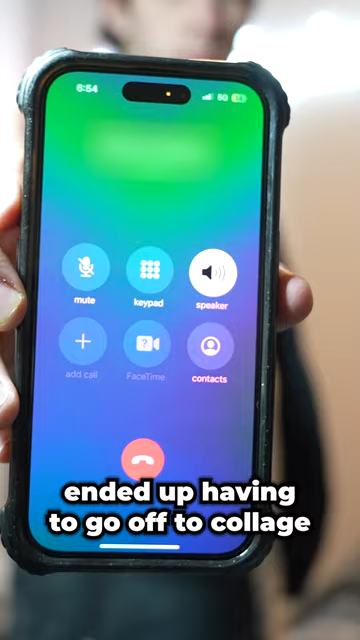 6:54
5G
mute
keypad
speaker
add call
FaceTime
contacts
ended up having
to go off to collage